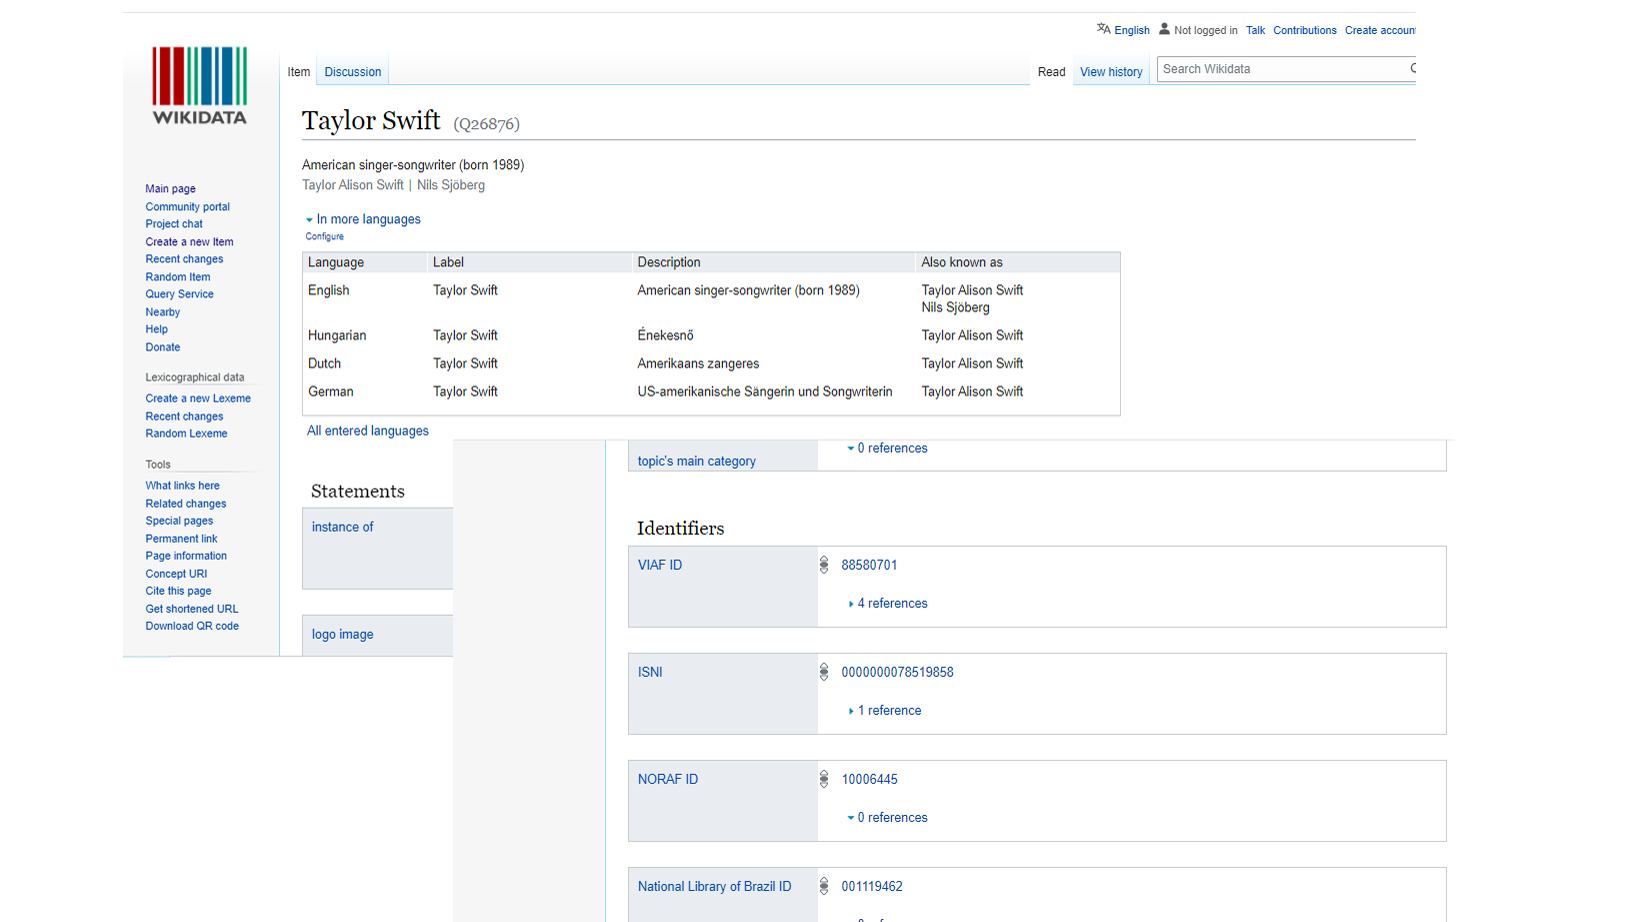 English Not logged in Talk Contributions Create account
Item Discussion Read View history Search Wikidata
WIKIDATA
Taylor Swift (Q26876)
American singer-songwriter (born 1989)
Taylor Alison Swift | Nils Sjöberg
In more languages
Configure
Language Label Description Also known as
English Taylor Swift American singer-songwriter (born 1989) Taylor Alison Swift
Nils Sjöberg
Hungarian Taylor Swift Énekesnő Taylor Alison Swift
Dutch Taylor Swift Amerikaans zangeres Taylor Alison Swift
German Taylor Swift US-amerikanische Sängerin und Songwriterin Taylor Alison Swift
All entered languages
Statements
instance of
logo image
Main page
Community portal
Project chat
Create a new Item
Recent changes
Random Item
Query Service
Nearby
Help
Donate
Lexicographical data
Create a new Lexeme
Recent changes
Random Lexeme
Tools
What links here
Related changes
Special pages
Permanent link
Page information
Concept URI
Cite this page
Get shortened URL
Download QR code
0 references
topic's main category
Identifiers
VIAF ID 88580701
4 references
ISNI 0000000078519858
1 reference
NORAF ID 10006445
0 references
National Library of Brazil ID 001119462